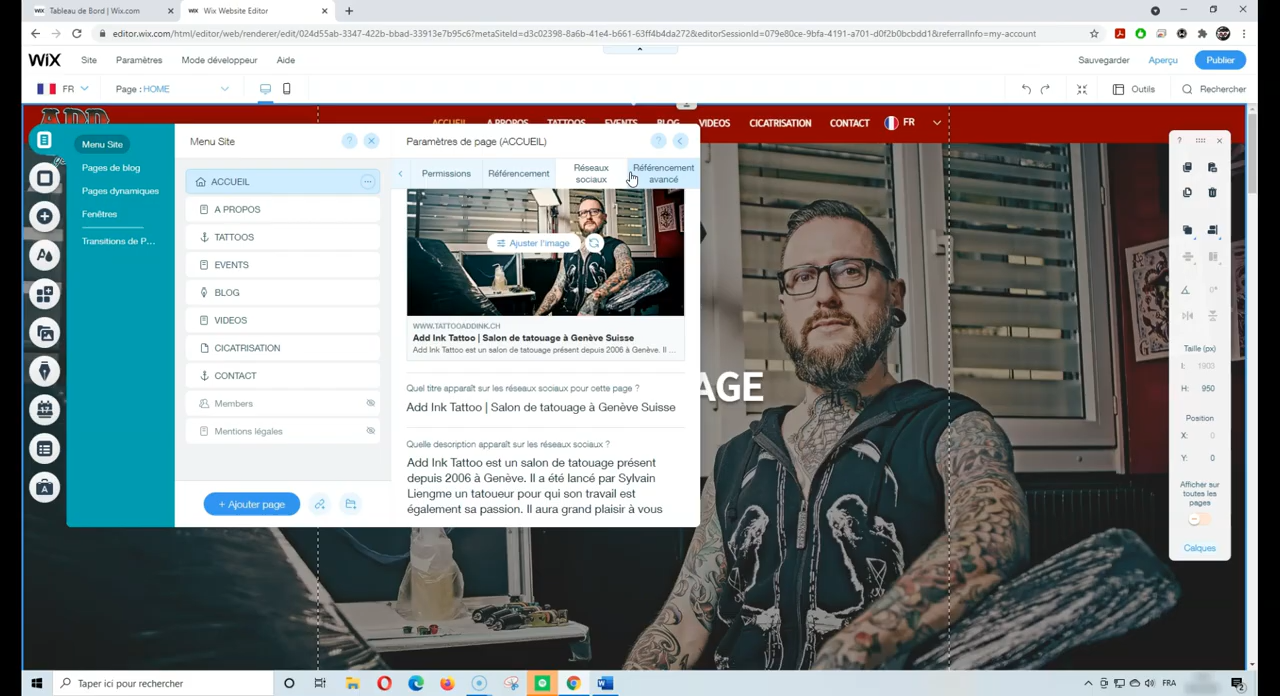 Tableau de Bord | Wix.com
Wix Website Editor
editor.wix.com/html/editor/web/renderer/edit/024d55ab-3347-422b-bbad-33913e7b95c6?metaSiteId=d3c02398-8a6b-41e4-b661-63ff4b4da272&editorSessionId=079e80ce-9bfa-4191-a701-d0f2b0bcbdd1&referralInfo=my-account
WiX
Site
Paramètres
Mode développeur
Aide
Sauvegarder
Aperçu
Publier
FR
Page : HOME
Outils
Rechercher
ADD
ACCUEIL
A PROPOS
TATTOOS
EVENTS
BLOG
VIDEOS
CICATRISATION
CONTACT
FR
Menu Site
Pages de blog
Pages dynamiques
Fenêtres
Transitions de P...
Menu Site
ACCUEIL
A PROPOS
TATTOOS
EVENTS
BLOG
VIDEOS
CICATRISATION
CONTACT
Members
Mentions légales
+ Ajouter page
Paramètres de page (ACCUEIL)
Permissions
Référencement
Réseaux
sociaux
Référencement
avancé
Ajuster l'image
WWW.TATTOOADDINK.CH
Add Ink Tattoo | Salon de tatouage à Genève Suisse
Add Ink Tattoo est un salon de tatouage présent depuis 2006 à Genève. Il ...
Quel titre apparaît sur les réseaux sociaux pour cette page ?
Add Ink Tattoo | Salon de tatouage à Genève Suisse
Quelle description apparaît sur les réseaux sociaux ?
Add Ink Tattoo est un salon de tatouage présent
depuis 2006 à Genève. Il a été lancé par Sylvain
Liengme un tatoueur pour qui son travail est
également sa passion. Il aura grand plaisir à vous
AGE
0°
Taille (px)
l: 1903
H: 950
Position
X: 0
Y: 0
Afficher sur
toutes les
pages
Calques
Taper ici pour rechercher
FRA
2